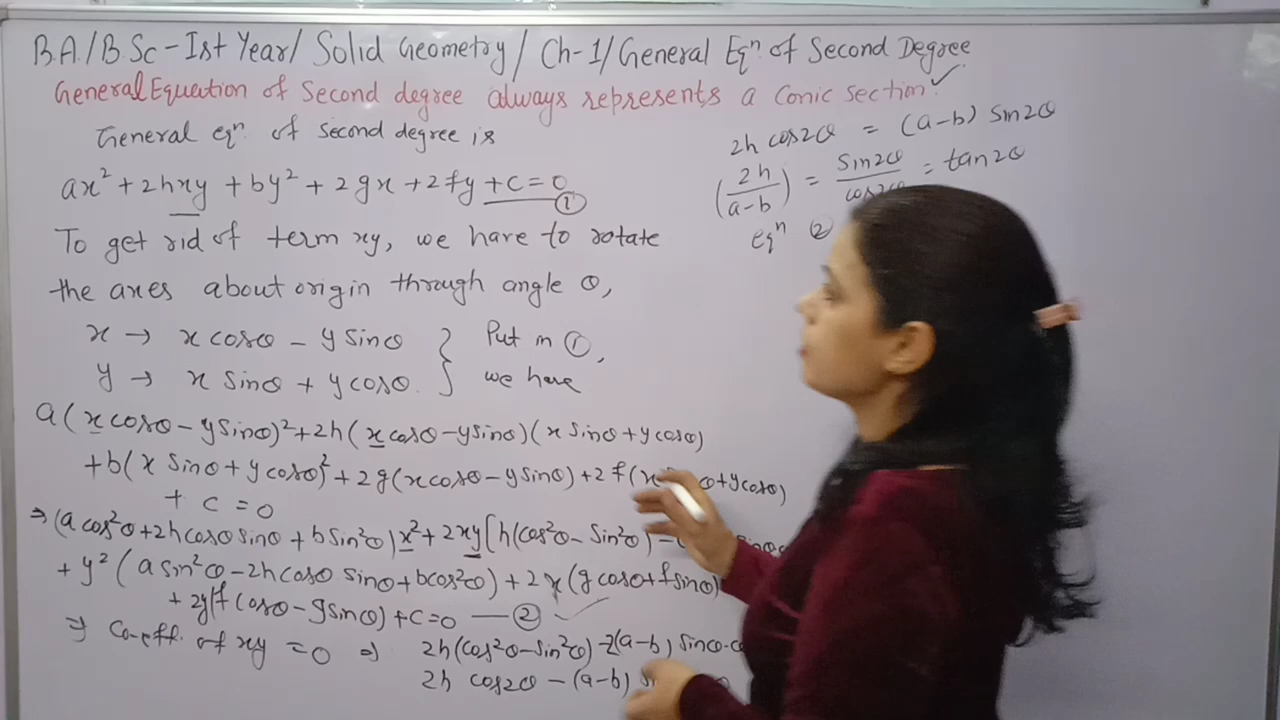 B.A./B.Sc-Ist Year/ Solid Geometry/ Ch-1/General Eqn. of Second Degree
General Equation of Second degree always represents a Conic section ✓
General eqn. of second degree is
ax² + 2hxy + by² + 2gx + 2fy + c = 0 ①
To get rid of term xy, we have to rotate
the axes about origin through angle θ,
x → x cosθ - y sinθ } Put in ①,
y → x sinθ + y cosθ. } we have
a(x cosθ - y sinθ)² + 2h(x cosθ - y sinθ)(x sinθ + y cosθ)
+ b(x sinθ + y cosθ)² + 2g(x cosθ - y sinθ) + 2f(x θ + y cosθ)
+ c = 0
⇒ (a cos²θ + 2h cosθ sinθ + b sin²θ) x² + 2xy [h(cos²θ - sin²θ) -
+ y² (a sin²θ - 2h cosθ sinθ + b cos²θ) + 2x (g cosθ + f sinθ)
+ 2y(f cosθ - g sinθ) + c = 0 — ② ✓
⇒ Co-eff. of xy = 0 ⇒ 2h(cos²θ - sin²θ) - 2(a-b) sinθ.
2h cos2θ - (a-b)
2h cos2θ = (a-b) sin2θ
(2h/a-b) = sin2θ/cos2θ = tan2θ
eqn ②